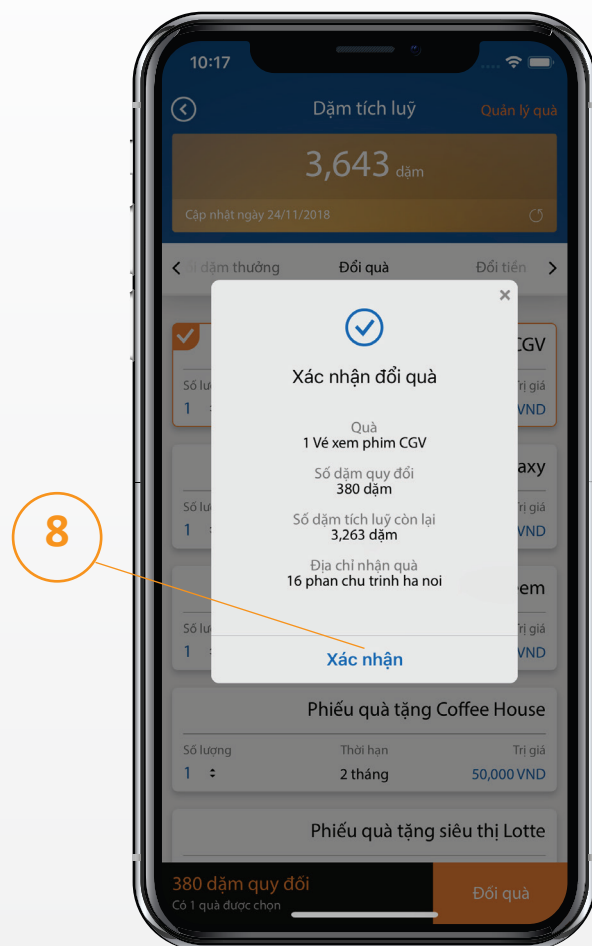 10:17
Dặm tích luỹ
Quản lý quà
3,643 dặm
Cập nhật ngày 24/11/2018
dặm thưởng
Đổi quà
Đổi tiền
CGV
Trị giá
1
VND
Xác nhận đổi quà
Quà
1 Vé xem phim CGV
Số dặm quy đổi
380 dặm
Số dặm tích luỹ còn lại
3,263 dặm
Địa chỉ nhận quà
16 phan chu trinh ha noi
Xác nhận
8
axy
Trị giá
1
VND
eem
Trị giá
1
VND
Phiếu quà tặng Coffee House
Số lượng
Thời hạn
Trị giá
1
2 tháng
50,000 VND
Phiếu quà tặng siêu thị Lotte
380 dặm quy đổi
Có 1 quà được chọn
Đổi quà